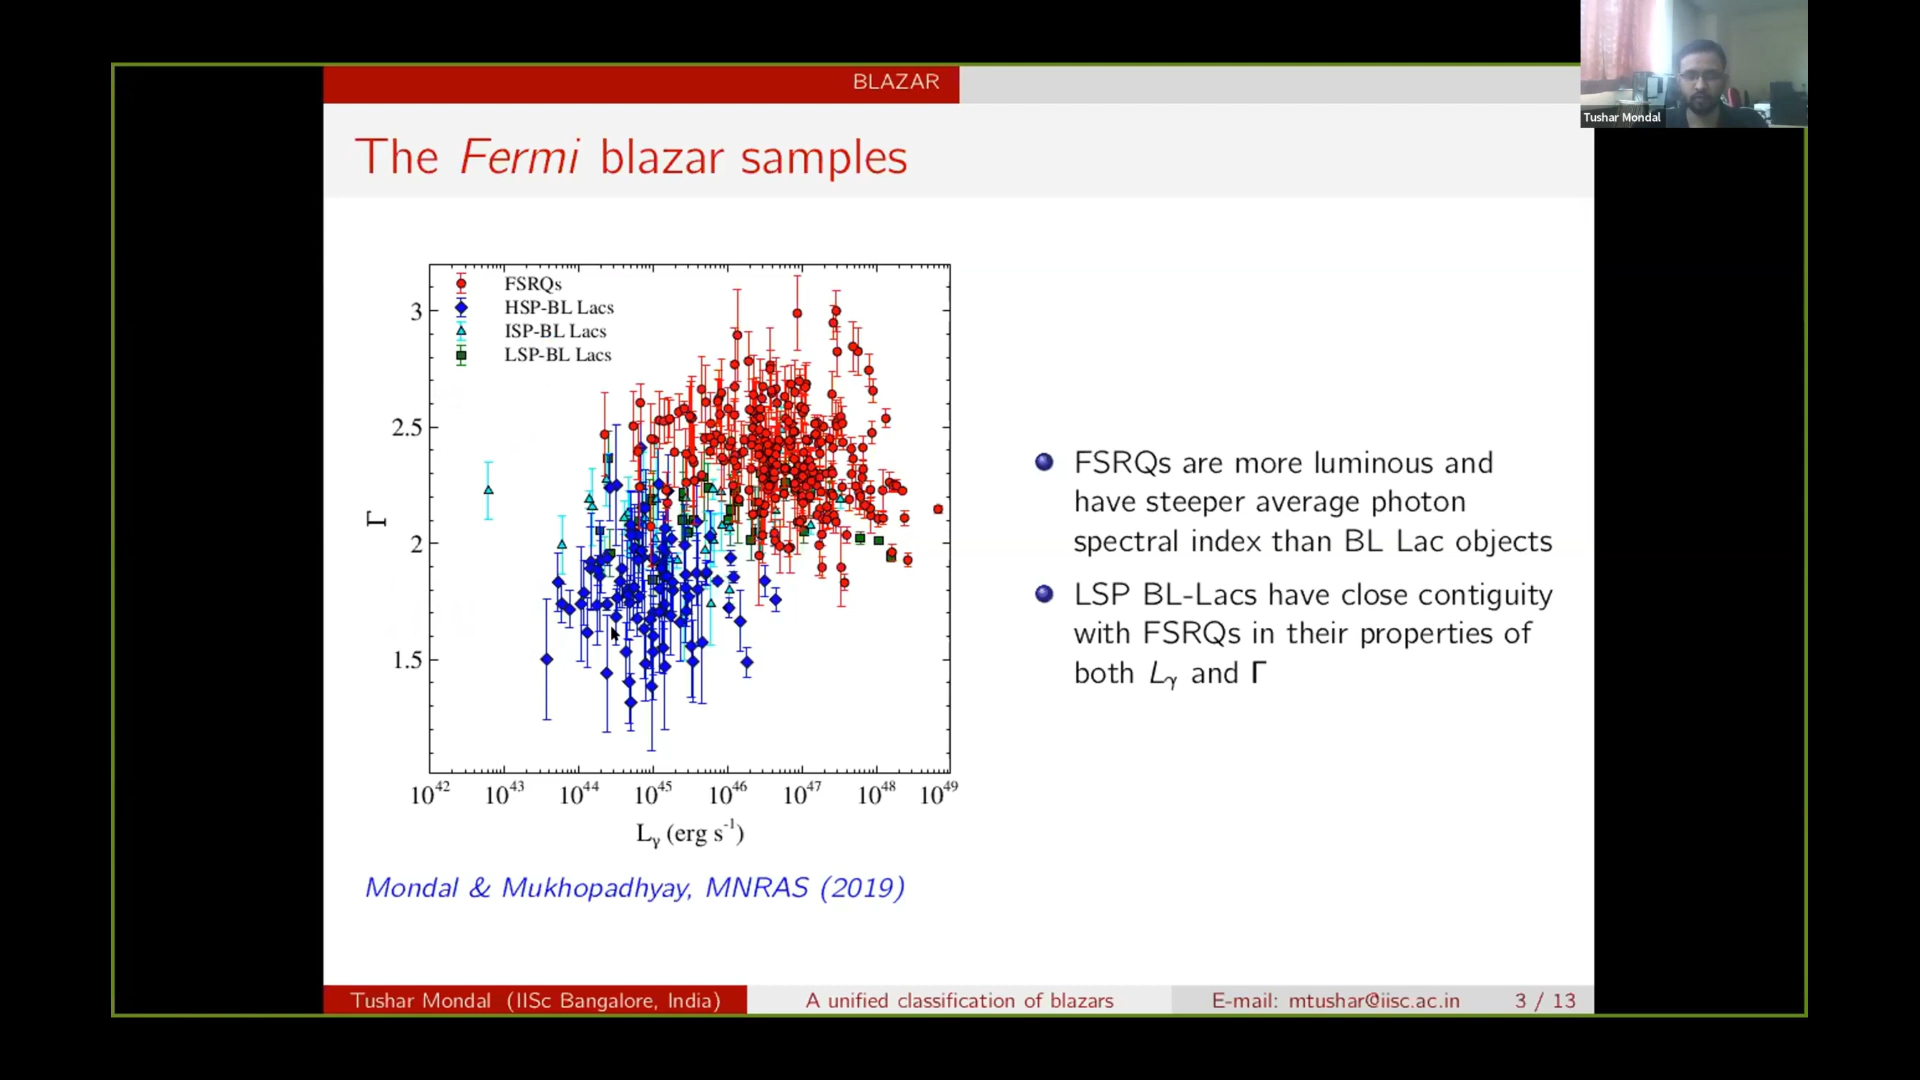 BLAZAR
Tushar Mondal
The Fermi blazar samples
FSRQs
HSP-BL Lacs
ISP-BL Lacs
LSP-BL Lacs
3
2.5
2
1.5
Γ
10^42 10^43 10^44 10^45 10^46 10^47 10^48 10^49
Lγ (erg s^-1)
Mondal & Mukhopadhyay, MNRAS (2019)
FSRQs are more luminous and
have steeper average photon
spectral index than BL Lac objects
LSP BL-Lacs have close contiguity
with FSRQs in their properties of
both Lγ and Γ
Tushar Mondal (IISc Bangalore, India) A unified classification of blazars E-mail: mtushar@iisc.ac.in 3 / 13